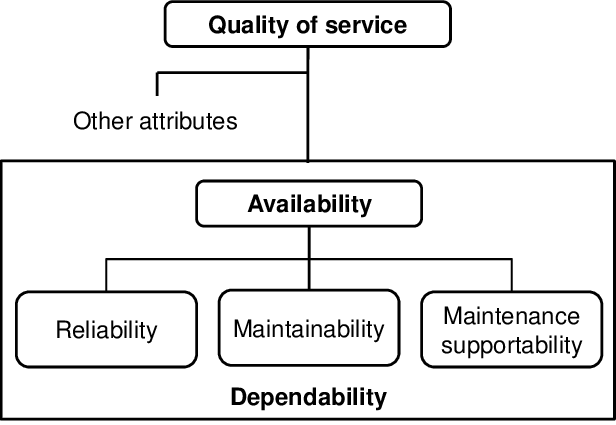 Quality of service
Other attributes
Availability
Reliability
Maintainability
Maintenance
supportability
Dependability